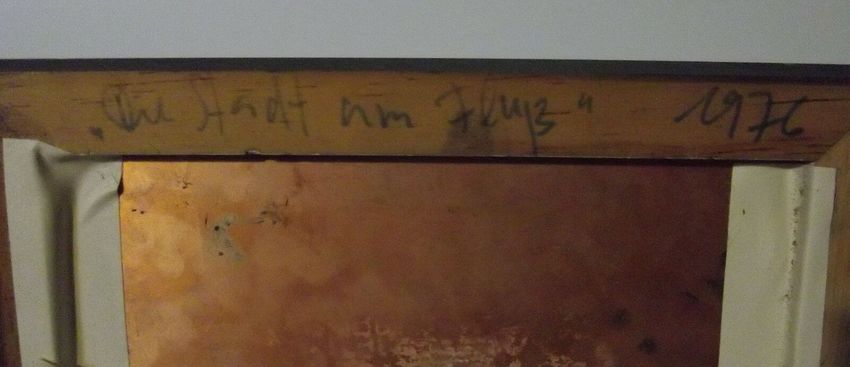 „Die Stadt am Fluß“ 1976